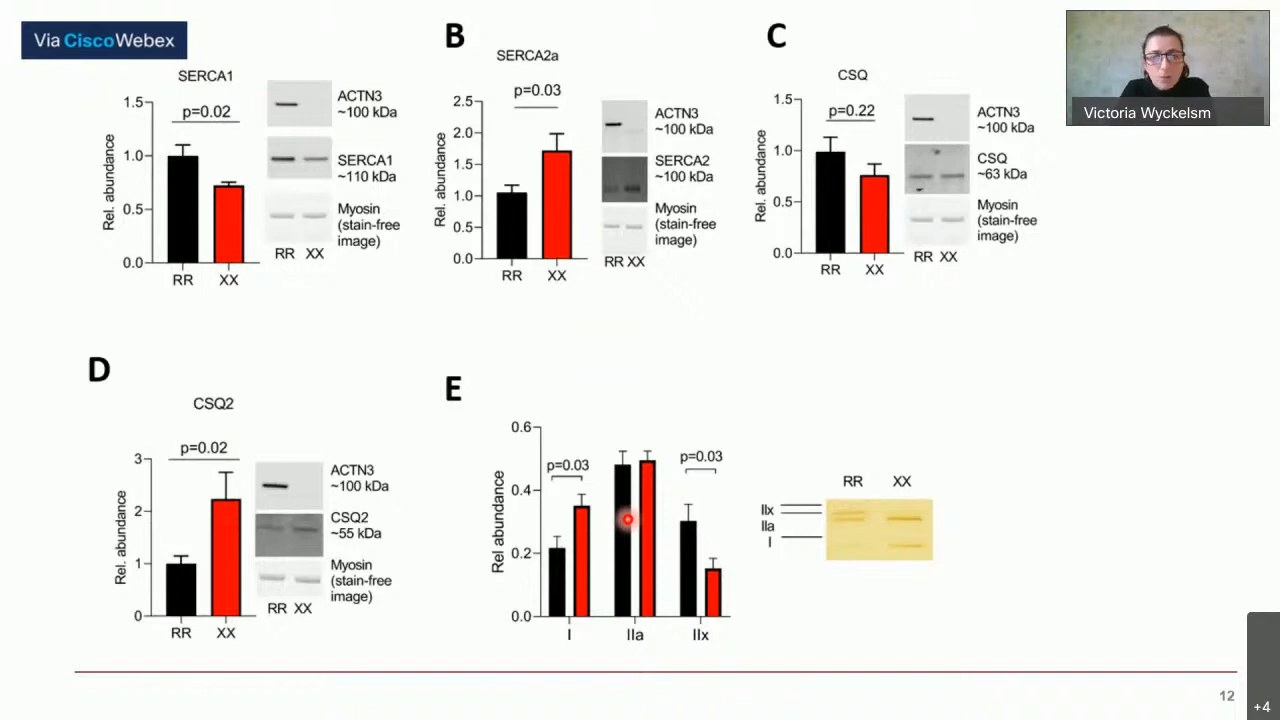 Via CiscoWebex
Victoria Wyckelsm
SERCA1
p=0.02
1.5
1.0
0.5
0.0
Rel. abundance
RR
XX
ACTN3
~100 kDa
SERCA1
~110 kDa
Myosin
(stain-free
image)
RR XX
B
SERCA2a
p=0.03
2.5
2.0
1.5
1.0
0.5
0.0
Rel. abundance
RR
XX
ACTN3
~100 kDa
SERCA2
~100 kDa
Myosin
(stain-free
image)
RR XX
C
CSQ
p=0.22
1.5
1.0
0.5
0.0
Rel. abundance
RR
XX
ACTN3
~100 kDa
CSQ
~63 kDa
Myosin
(stain-free
image)
RR XX
D
CSQ2
p=0.02
3
2
1
0
Rel. abundance
RR
XX
ACTN3
~100 kDa
CSQ2
~55 kDa
Myosin
(stain-free
image)
RR XX
E
0.6
0.4
0.2
0.0
Rel abundance
p=0.03
p=0.03
I
IIa
IIx
RR
XX
IIx
IIa
I
12
+4